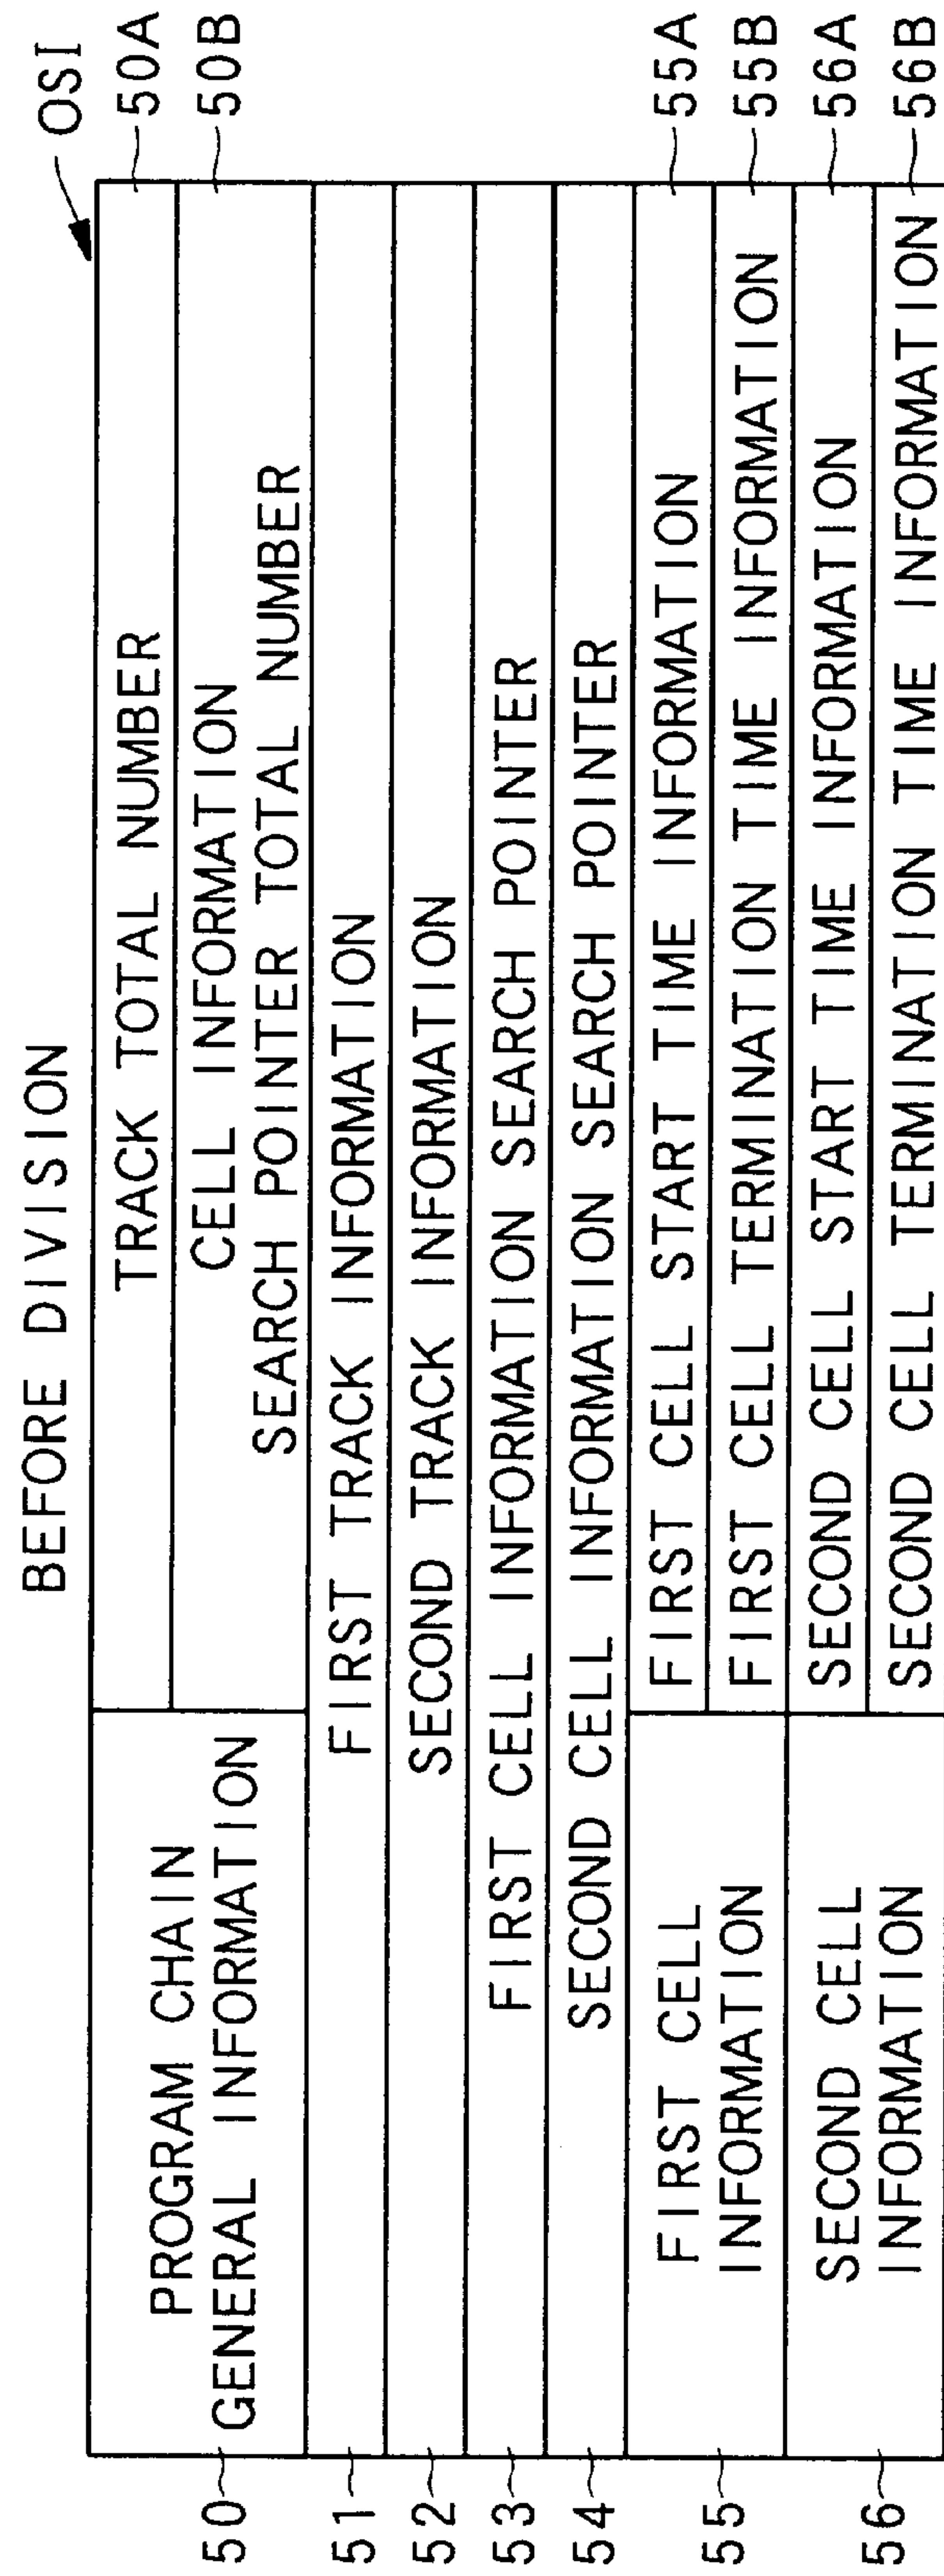 BEFORE DIVISION
OSI
50
PROGRAM CHAIN
GENERAL INFORMATION
TRACK TOTAL NUMBER
50A
CELL INFORMATION
SEARCH POINTER TOTAL NUMBER
50B
51
FIRST TRACK INFORMATION
52
SECOND TRACK INFORMATION
53
FIRST CELL INFORMATION SEARCH POINTER
54
SECOND CELL INFORMATION SEARCH POINTER
55
FIRST CELL
INFORMATION
FIRST CELL START TIME INFORMATION
55A
FIRST CELL TERMINATION TIME INFORMATION
55B
56
SECOND CELL
INFORMATION
SECOND CELL START TIME INFORMATION
56A
SECOND CELL TERMINATION TIME INFORMATION
56B